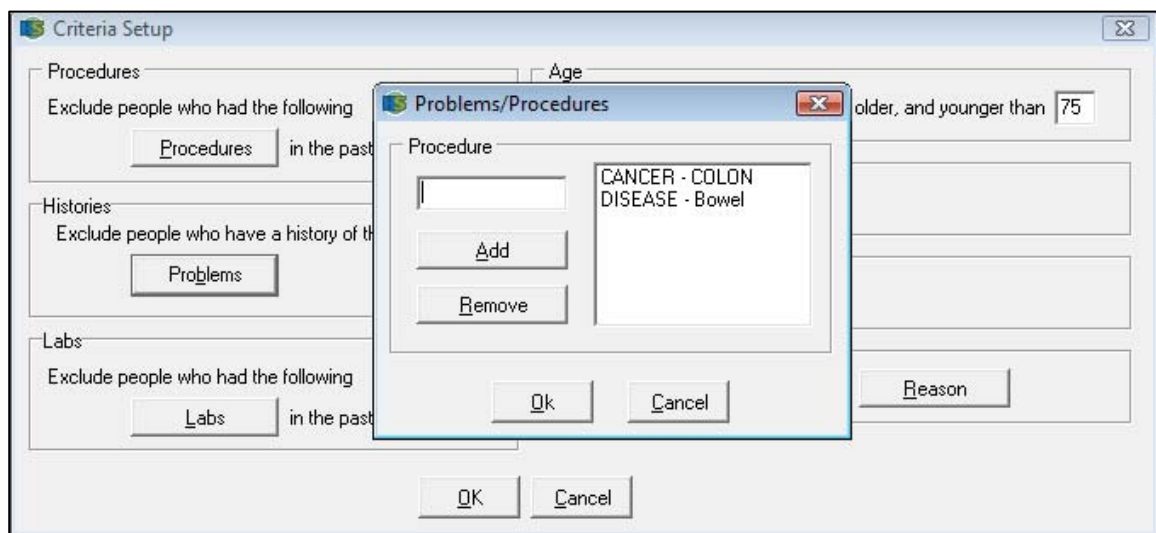 Criteria Setup
Procedures
Exclude people who had the following
Procedures in the past
Histories
Exclude people who have a history of
Problems
Labs
Exclude people who had the following
Labs in the past
OK Cancel
Age
older, and younger than 75
Reason
Problems/Procedures
Procedure
CANCER - COLON
DISEASE - Bowel
Add
Remove
Ok Cancel